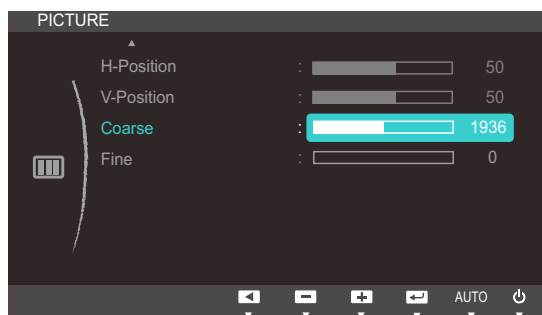 PICTURE
H-Position : 50
V-Position : 50
Coarse : 1936
Fine : 0
AUTO